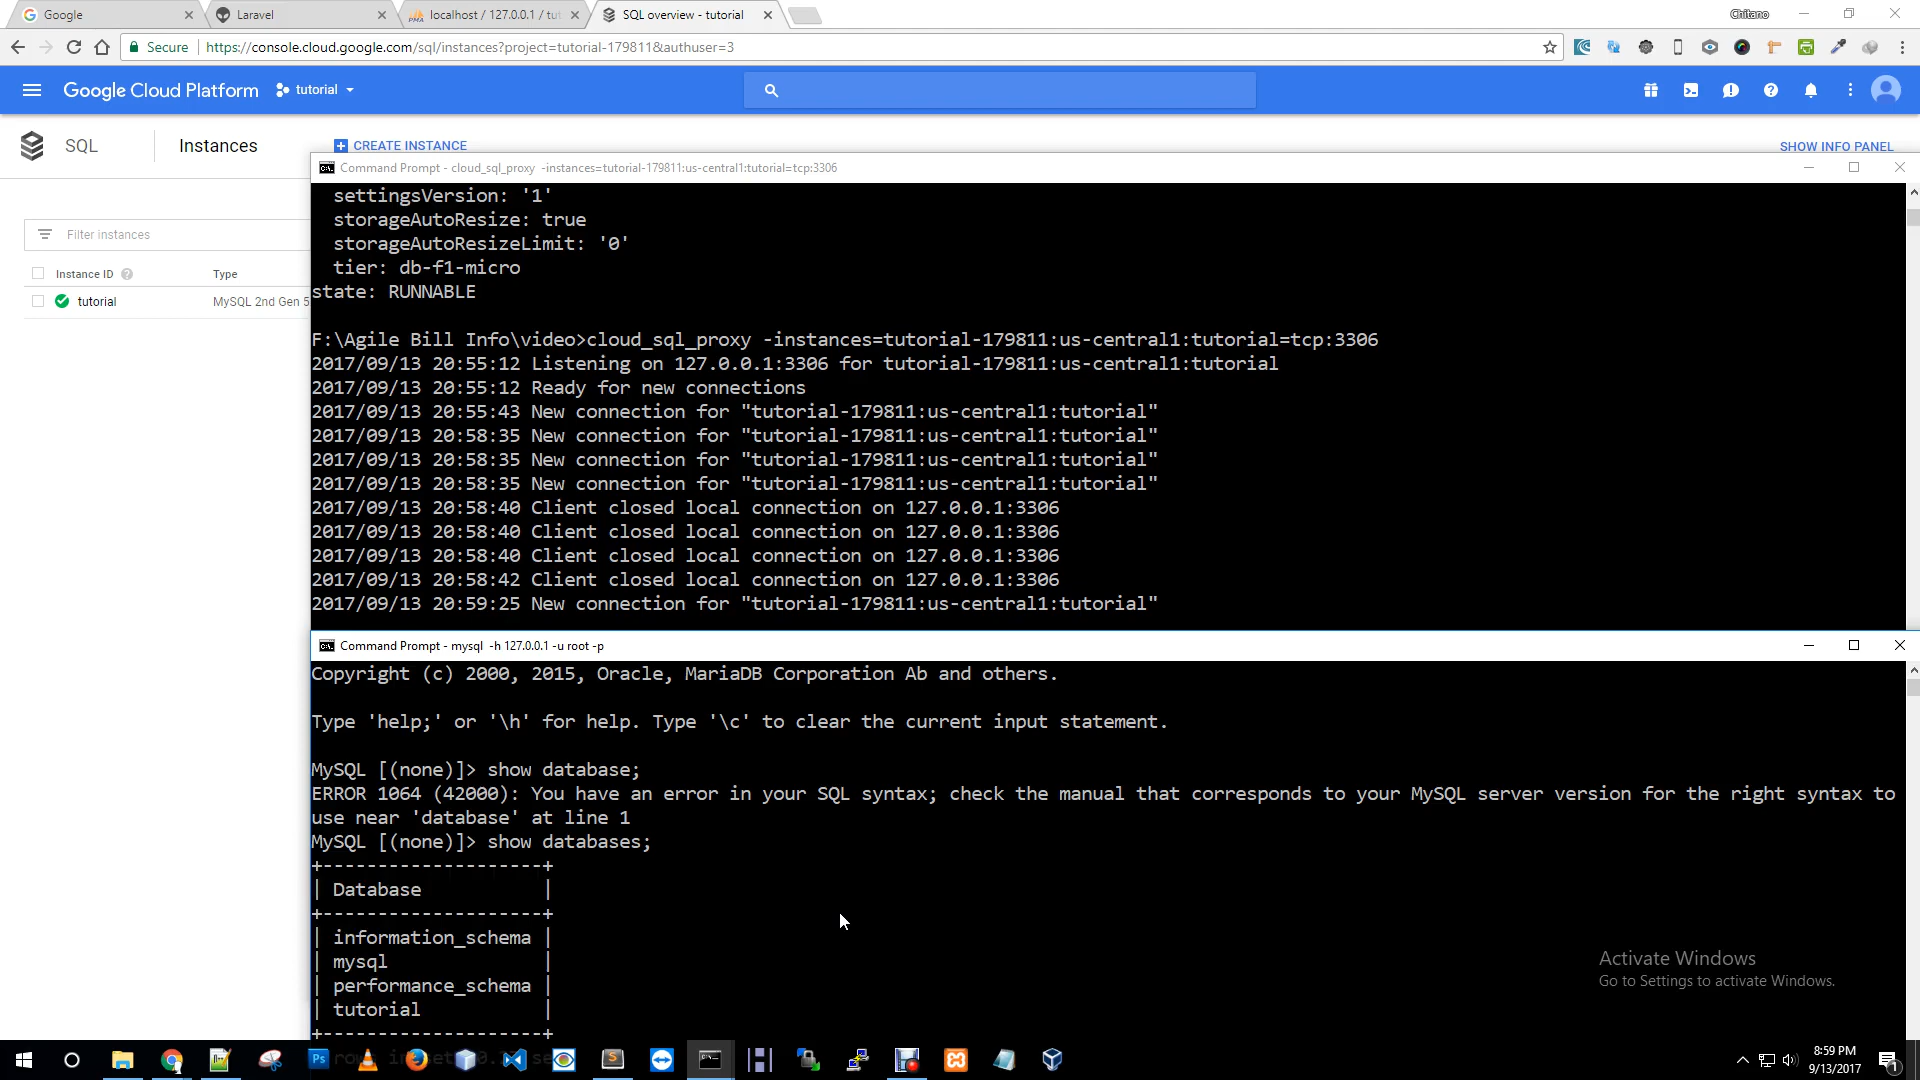 Google
Laravel
localhost / 127.0.0.1 / tut
SQL overview - tutorial
Chitano
Secure
https://console.cloud.google.com/sql/instances?project=tutorial-179811&authuser=3
Google Cloud Platform
tutorial
SQL
Instances
CREATE INSTANCE
SHOW INFO PANEL
Filter instances
Instance ID
Type
tutorial
MySQL 2nd Gen 5
Command Prompt - cloud_sql_proxy  -instances=tutorial-179811:us-central1:tutorial=tcp:3306
settingsVersion: '1'
storageAutoResize: true
storageAutoResizeLimit: '0'
tier: db-f1-micro
state: RUNNABLE
F:\Agile Bill Info\video>cloud_sql_proxy -instances=tutorial-179811:us-central1:tutorial=tcp:3306
2017/09/13 20:55:12 Listening on 127.0.0.1:3306 for tutorial-179811:us-central1:tutorial
2017/09/13 20:55:12 Ready for new connections
2017/09/13 20:55:43 New connection for "tutorial-179811:us-central1:tutorial"
2017/09/13 20:58:35 New connection for "tutorial-179811:us-central1:tutorial"
2017/09/13 20:58:35 New connection for "tutorial-179811:us-central1:tutorial"
2017/09/13 20:58:35 New connection for "tutorial-179811:us-central1:tutorial"
2017/09/13 20:58:40 Client closed local connection on 127.0.0.1:3306
2017/09/13 20:58:40 Client closed local connection on 127.0.0.1:3306
2017/09/13 20:58:40 Client closed local connection on 127.0.0.1:3306
2017/09/13 20:58:42 Client closed local connection on 127.0.0.1:3306
2017/09/13 20:59:25 New connection for "tutorial-179811:us-central1:tutorial"
Command Prompt - mysql  -h 127.0.0.1 -u root -p
Copyright (c) 2000, 2015, Oracle, MariaDB Corporation Ab and others.
Type 'help;' or '\h' for help. Type '\c' to clear the current input statement.
MySQL [(none)]> show database;
ERROR 1064 (42000): You have an error in your SQL syntax; check the manual that corresponds to your MySQL server version for the right syntax to
use near 'database' at line 1
MySQL [(none)]> show databases;
+--------------------+
| Database           |
+--------------------+
| information_schema |
| mysql              |
| performance_schema |
| tutorial           |
+--------------------+
Activate Windows
Go to Settings to activate Windows.
8:59 PM
9/13/2017